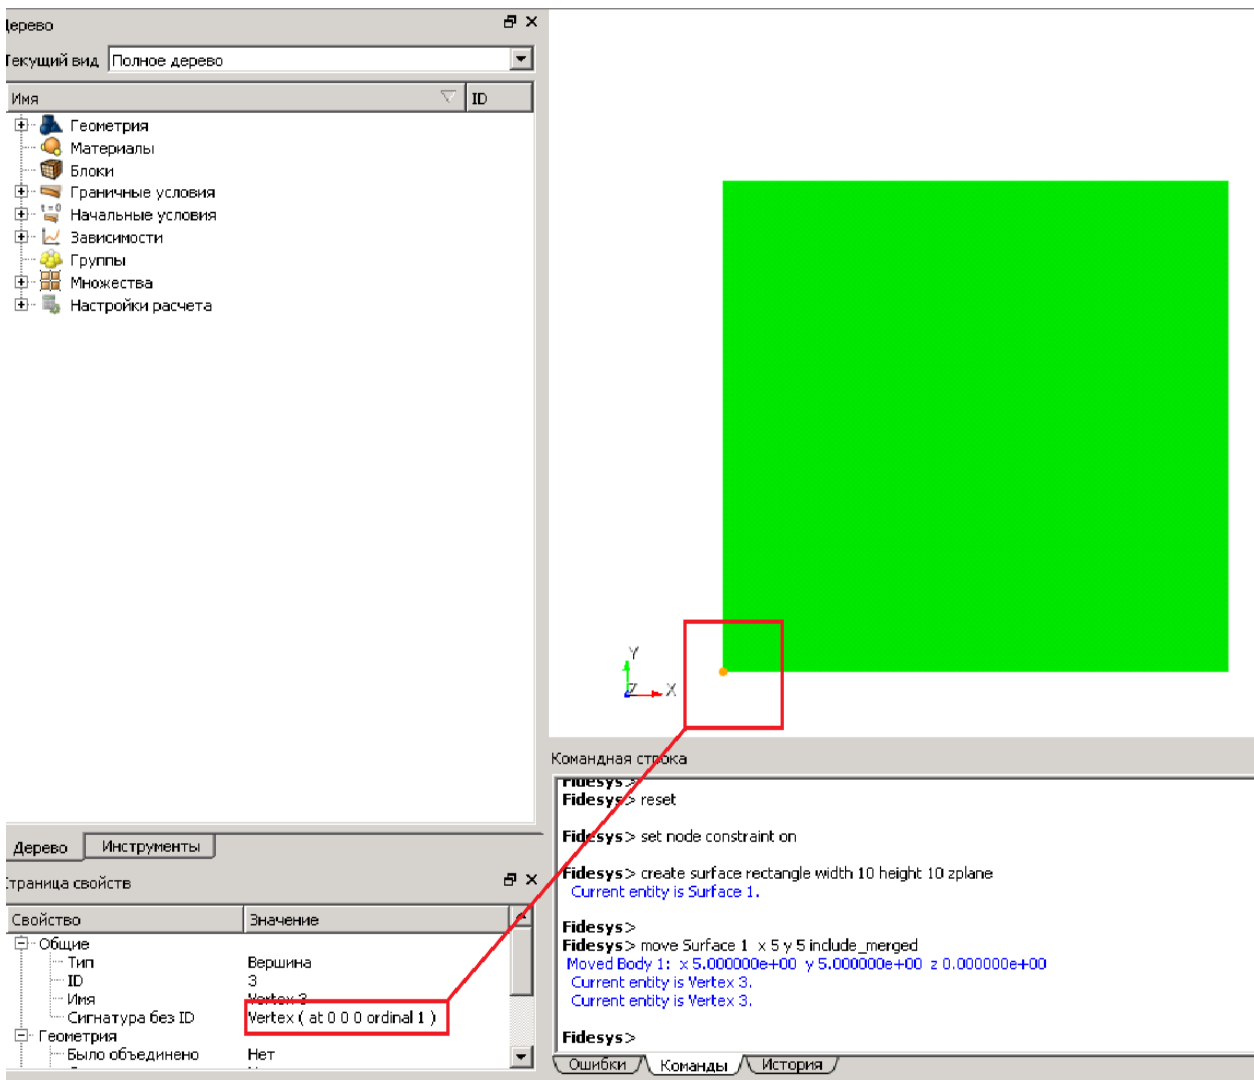 Дерево
Текущий вид Полное дерево
Имя ID
Геометрия
Материалы
Блоки
Граничные условия
t=0 Начальные условия
Зависимости
Группы
Множества
Настройки расчета
Дерево Инструменты
Страница свойств
Свойство Значение
Общие
Тип Вершина
ID 3
Имя Vertex 3
Сигнатура без ID Vertex ( at 0 0 0 ordinal 1 )
Геометрия
Было объединено Нет
Y
Z X
Командная строка
Fidesys>
Fidesys> reset
Fidesys> set node constraint on
Fidesys> create surface rectangle width 10 height 10 zplane
Current entity is Surface 1.
Fidesys>
Fidesys> move Surface 1 x 5 y 5 include_merged
Moved Body 1: x 5.000000e+00 y 5.000000e+00 z 0.000000e+00
Current entity is Vertex 3.
Current entity is Vertex 3.
Fidesys>
Ошибки Команды История